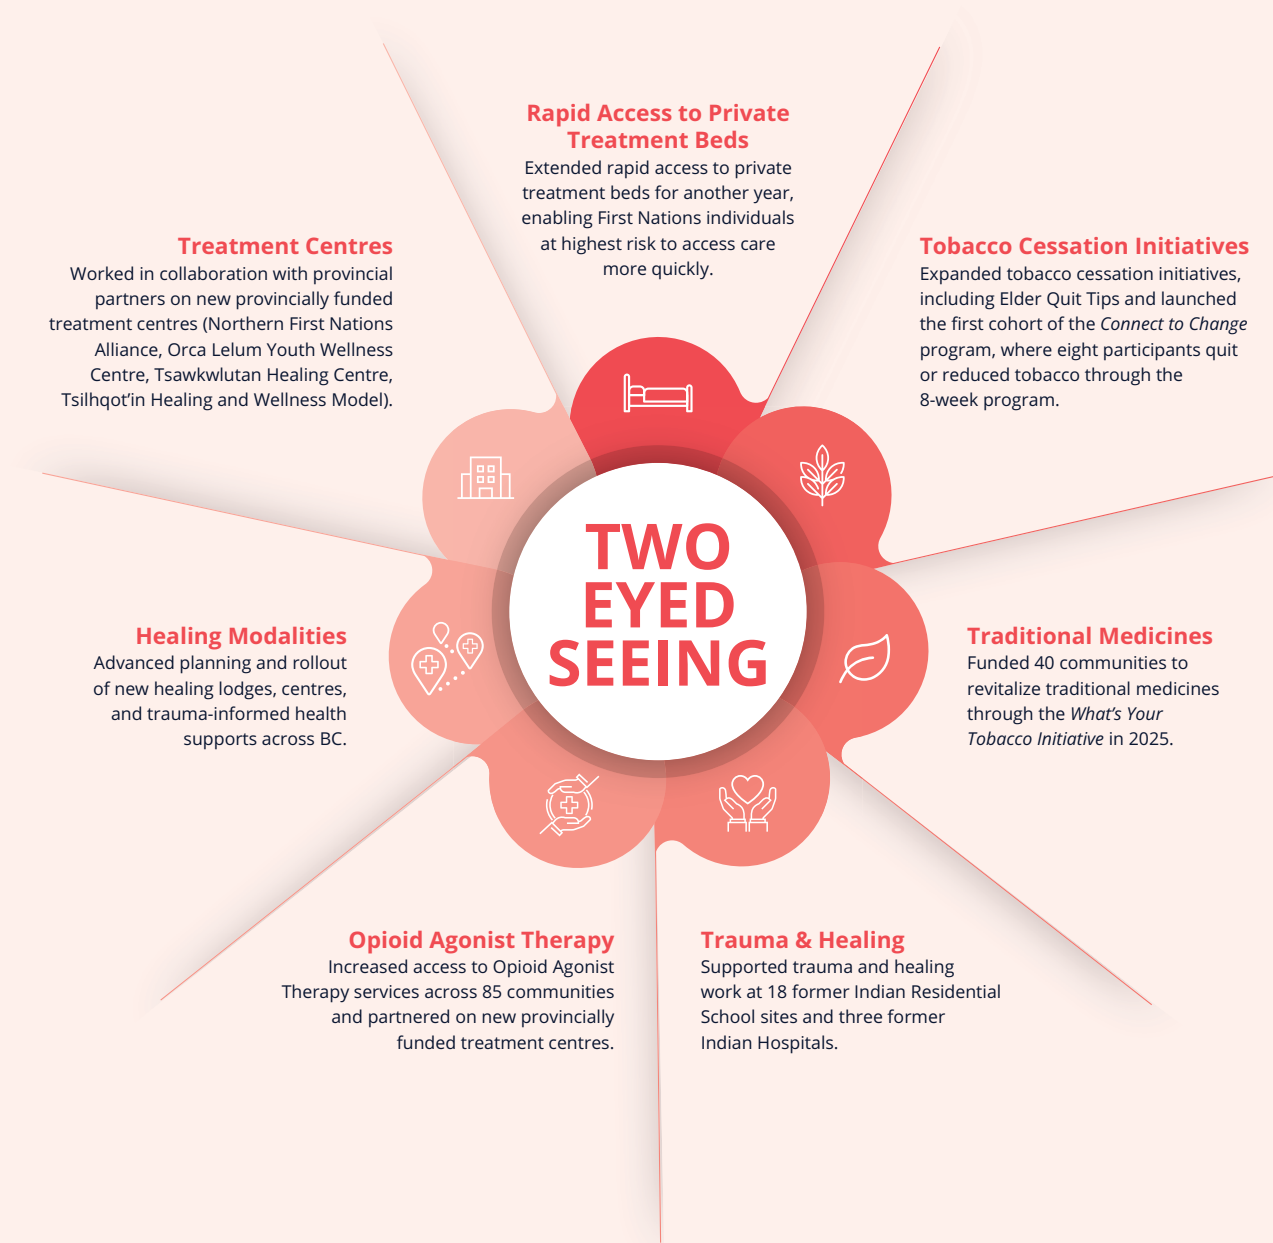 Rapid Access to Private
Treatment Beds
Extended rapid access to private
treatment beds for another year,
enabling First Nations individuals
at highest risk to access care
more quickly.
Tobacco Cessation Initiatives
Expanded tobacco cessation initiatives,
including Elder Quit Tips and launched
the first cohort of the Connect to Change
program, where eight participants quit
or reduced tobacco through the
8-week program.
Traditional Medicines
Funded 40 communities to
revitalize traditional medicines
through the What’s Your
Tobacco Initiative in 2025.
Trauma & Healing
Supported trauma and healing
work at 18 former Indian Residential
School sites and three former
Indian Hospitals.
Opioid Agonist Therapy
Increased access to Opioid Agonist
Therapy services across 85 communities
and partnered on new provincially
funded treatment centres.
Healing Modalities
Advanced planning and rollout
of new healing lodges, centres,
and trauma-informed health
supports across BC.
Treatment Centres
Worked in collaboration with provincial
partners on new provincially funded
treatment centres (Northern First Nations
Alliance, Orca Lelum Youth Wellness
Centre, Tsawkwlutan Healing Centre,
Tsilhqot’in Healing and Wellness Model).
TWO
EYED
SEEING